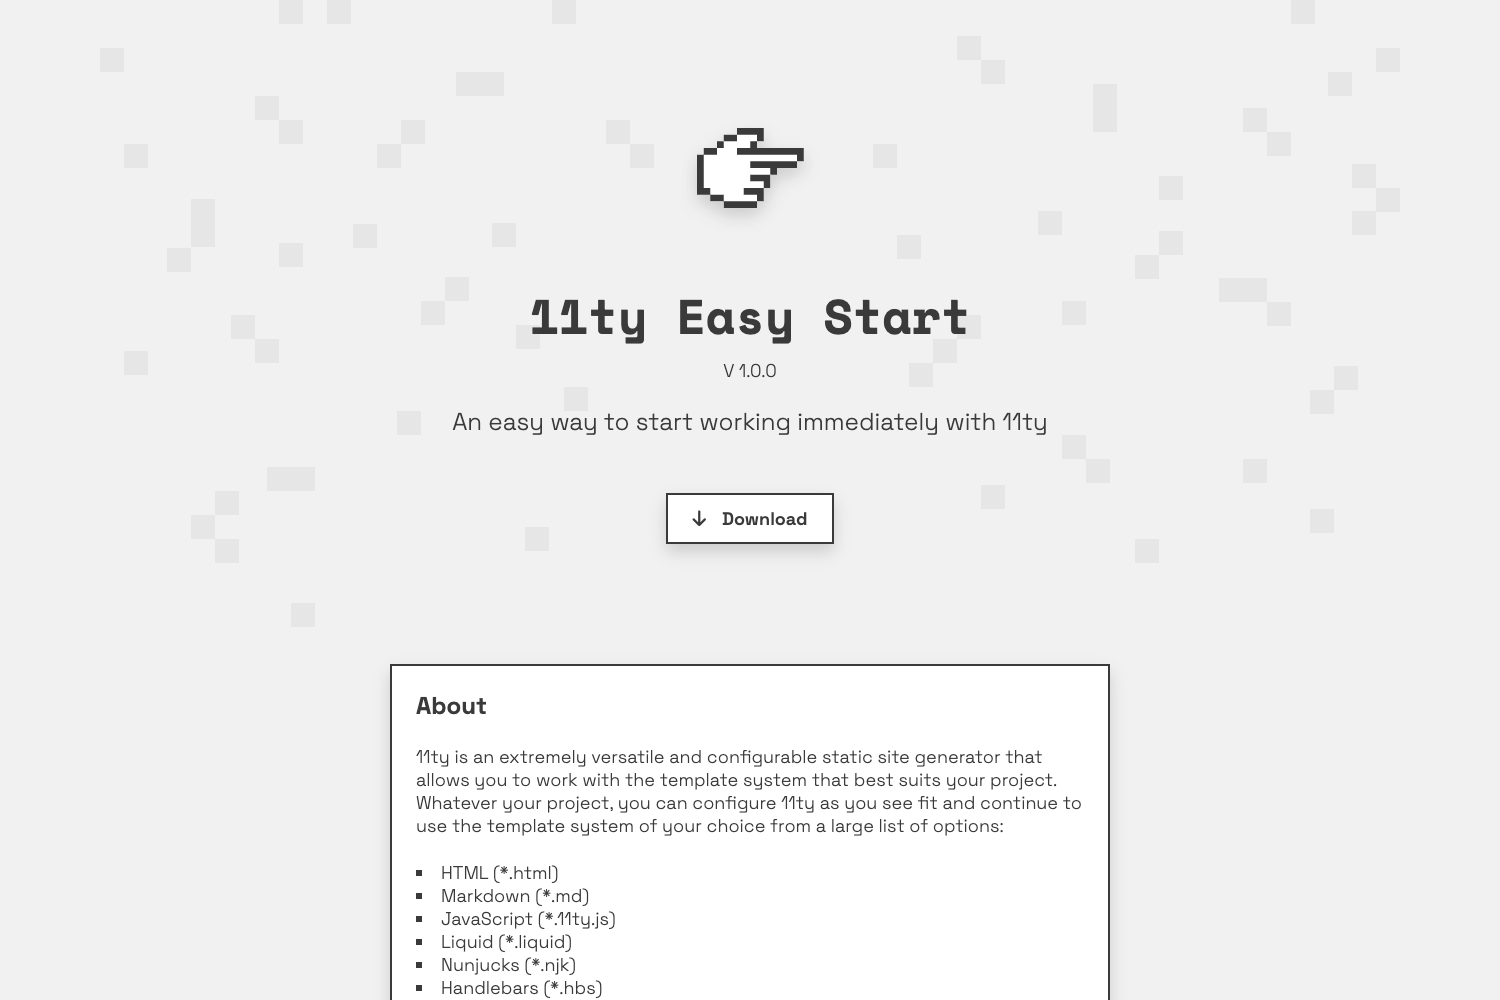 11ty Easy Start
V 1.0.0
An easy way to start working immediately with 11ty
Download
About
11ty is an extremely versatile and configurable static site generator that
allows you to work with the template system that best suits your project.
Whatever your project, you can configure 11ty as you see fit and continue to
use the template system of your choice from a large list of options:
HTML (*.html)
Markdown (*.md)
JavaScript (*.11ty.js)
Liquid (*.liquid)
Nunjucks (*.njk)
Handlebars (*.hbs)